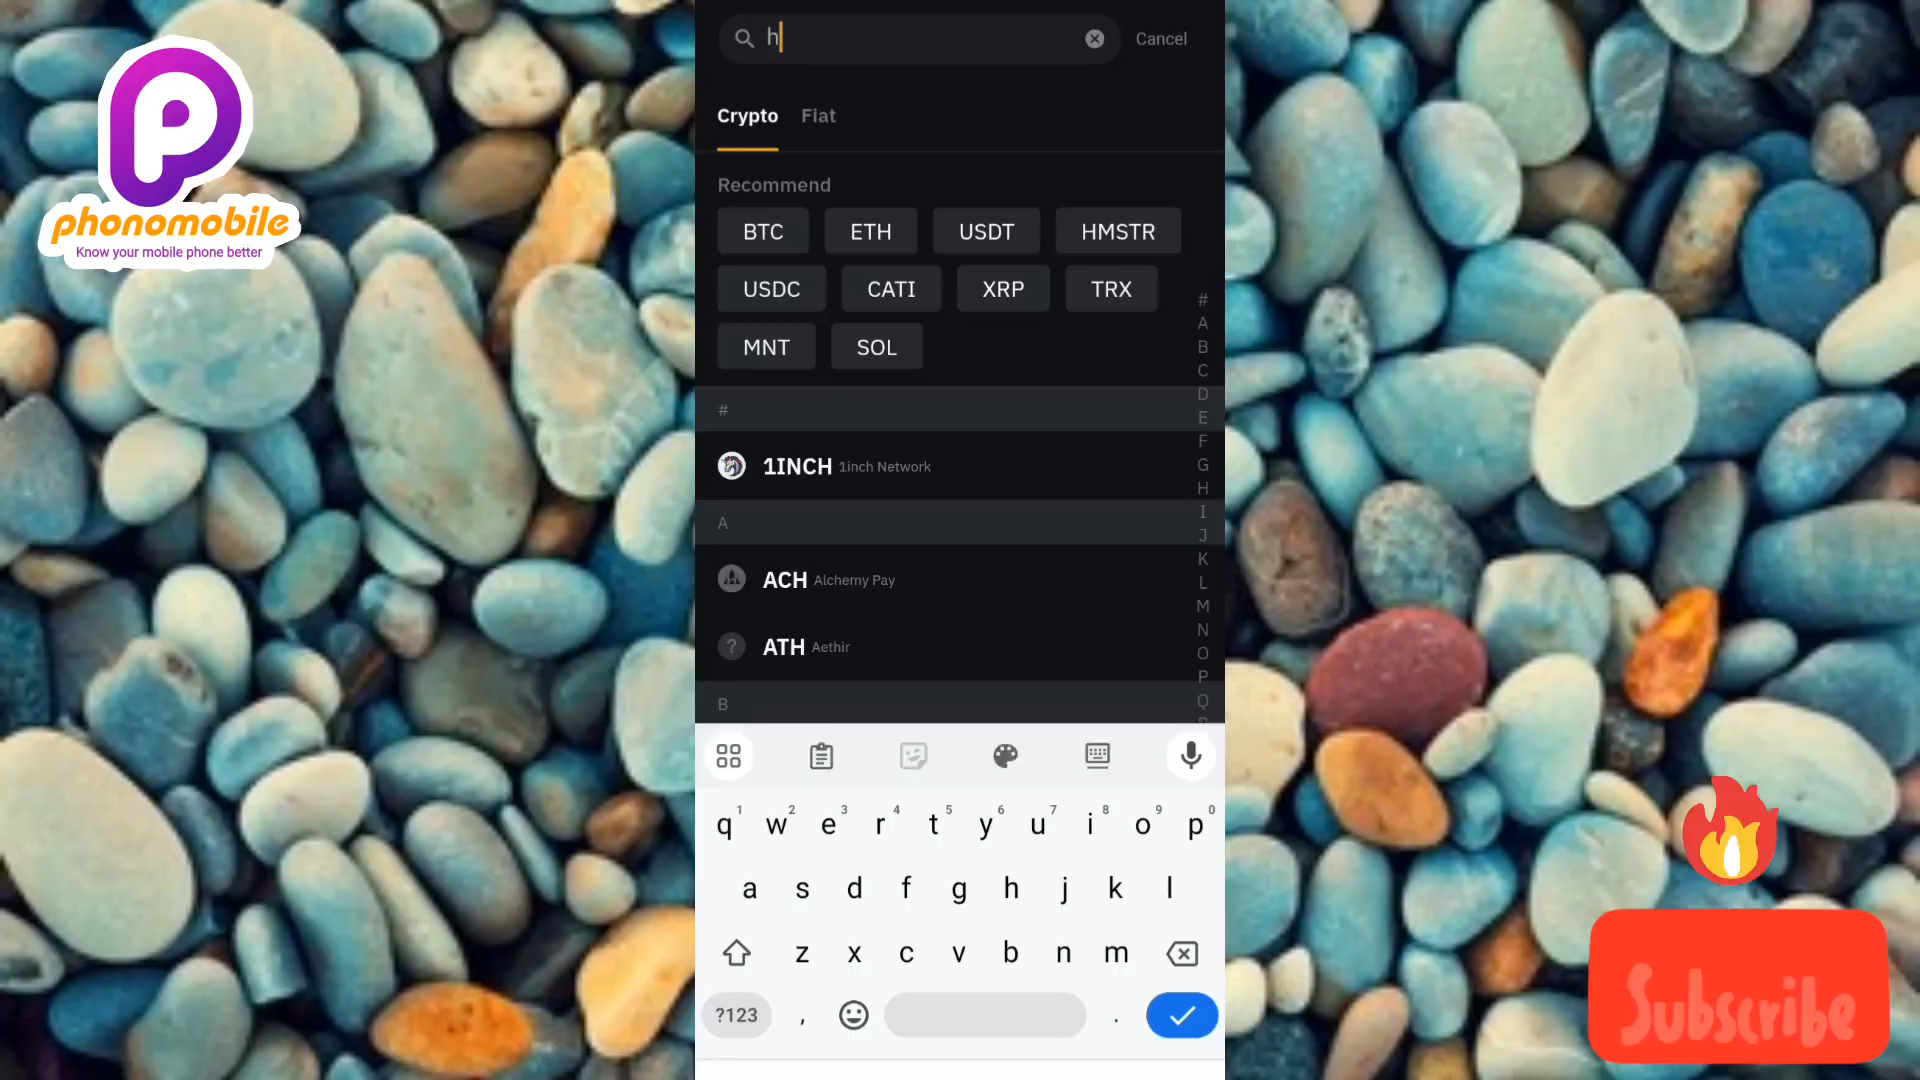 P
phonomobile
Know your mobile phone better
h
Cancel
Crypto Fiat
Recommend
BTC ETH USDT HMSTR
USDC CATI XRP TRX
MNT SOL
#
1INCH 1inch Network
A
ACH Alchemy Pay
? ATH Aethir
B
#
A
B
C
D
E
F
G
H
I
J
K
L
M
N
O
P
Q
1 2 3 4 5 6 7 8 9 0
q w e r t y u i o p
a s d f g h j k l
z x c v b n m
?123 , .
Subscribe